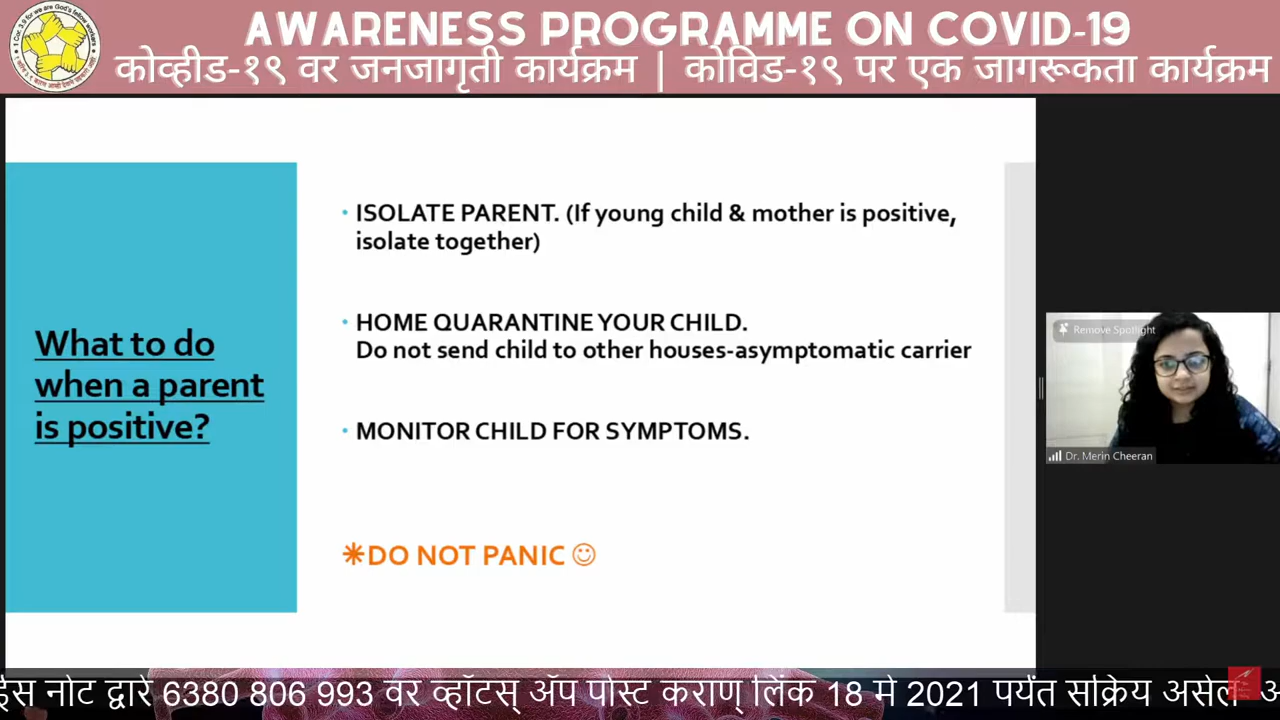 AWARENESS PROGRAMME ON COVID-19
कोव्हीड-१९ वर जनजागृती कार्यक्रम | कोविड-१९ पर एक जागरूकता कार्यक्रम
What to do
when a parent
is positive?
• ISOLATE PARENT. (If young child & mother is positive,
isolate together)
• HOME QUARANTINE YOUR CHILD.
Do not send child to other houses-asymptomatic carrier
• MONITOR CHILD FOR SYMPTOMS.
✳DO NOT PANIC ☺
Remove Spotlight
Dr. Merin Cheeran
नोट द्वारे 6380 806 993 वर व्हॉटस् ॲप पोस्ट कराण् लिंक 18 मे 2021 पर्यंत सक्रिय असेल